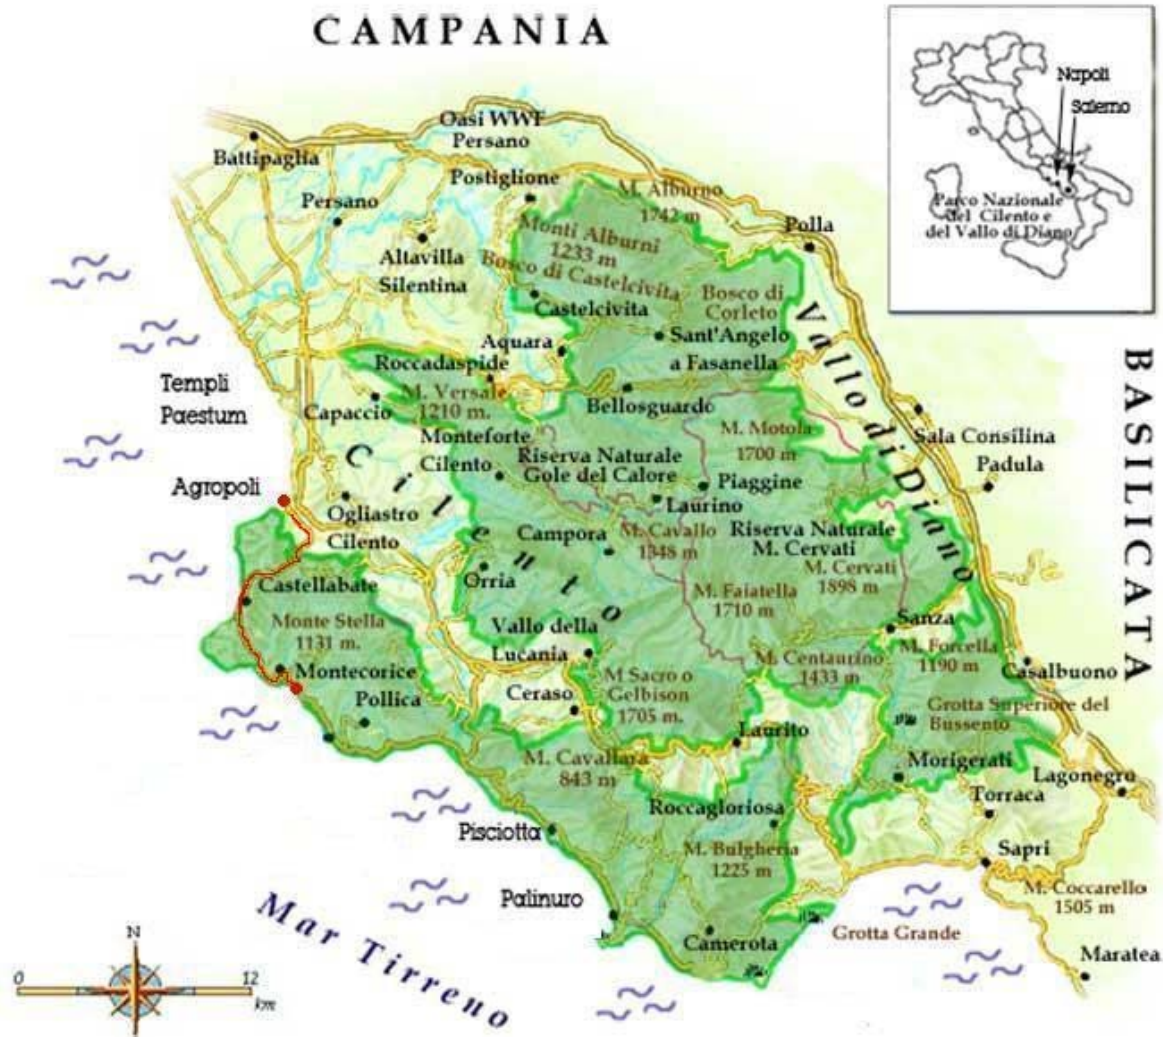 CAMPANIA
Napoli
Salerno
Parco Nazionale
del Cilento e
del Vallo di Diano
Oasi WWF
Persano
Battipaglia
Postiglione
M. Alburno
1742 m
Persano
Polla
Monti Alburni
1233 m
Altavilla
Silentina
Bosco di Castelcivita
Castelcivita
Bosco di
Corleto
Vallo di Diano
Sant'Angelo
a Fasanella
Aquara
BASILICATA
Roccadaspide
Templi
Paestum
M. Versale
1210 m.
Capaccio
Bellosguardo
M. Motola
1700 m
Sala Consilina
Padula
Monteforte
Cilento
Cilento
Riserva Naturale
Gole del Calore
Piaggine
Laurino
Agropoli
Ogliastro
Cilento
Campora
M. Cavallo
1348 m
Riserva Naturale
M. Cervati
M. Cervati
1898 m
Orria
M. Faiatella
1710 m
Castellabate
Monte Stella
1131 m.
Vallo della
Lucania
Sanza
M. Forcella
1190 m
M. Centaurino
1433 m
Casalbuono
Montecorice
Pollica
Ceraso
M Sacro o
Gelbison
1705 m.
Grotta Superiore del
Bussento
Laurito
M. Cavallara
843 m
Morigerati
Lagonegro
Torraca
Roccagloriosa
Pisciotta
M. Bulgheria
1225 m
Sapri
M. Coccarello
1505 m
Palinuro
Camerota
Grotta Grande
Maratea
Mar Tirreno
N
0
12
km